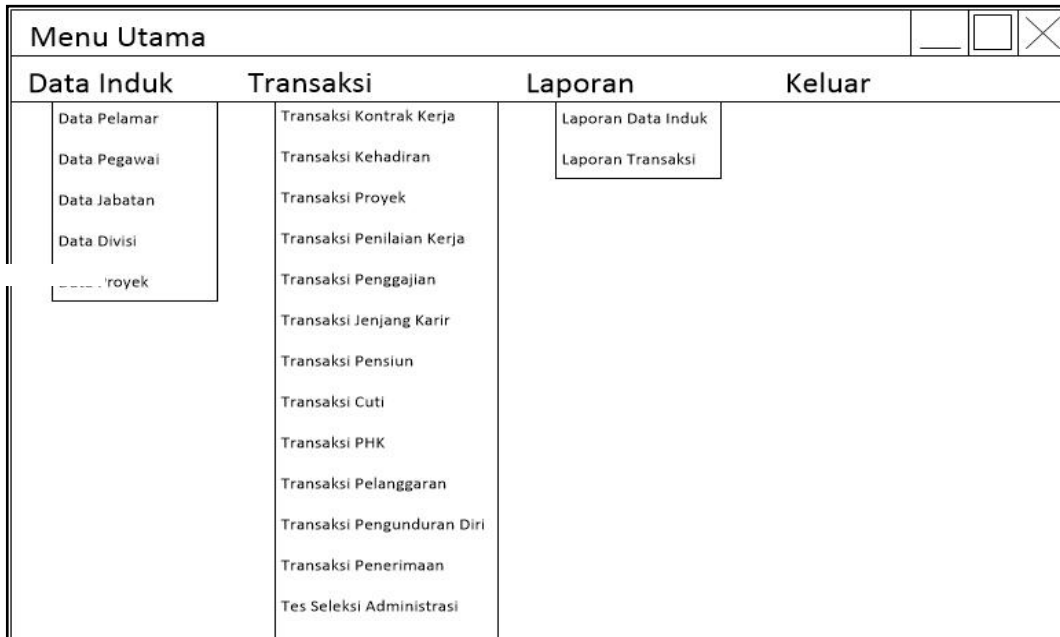 Menu Utama
Data Induk Transaksi Laporan Keluar
Data Pelamar
Data Pegawai
Data Jabatan
Data Divisi
royek
Transaksi Kontrak Kerja
Transaksi Kehadiran
Transaksi Proyek
Transaksi Penilaian Kerja
Transaksi Penggajian
Transaksi Jenjang Karir
Transaksi Pensiun
Transaksi Cuti
Transaksi PHK
Transaksi Pelanggaran
Transaksi Pengunduran Diri
Transaksi Penerimaan
Tes Seleksi Administrasi
Laporan Data Induk
Laporan Transaksi